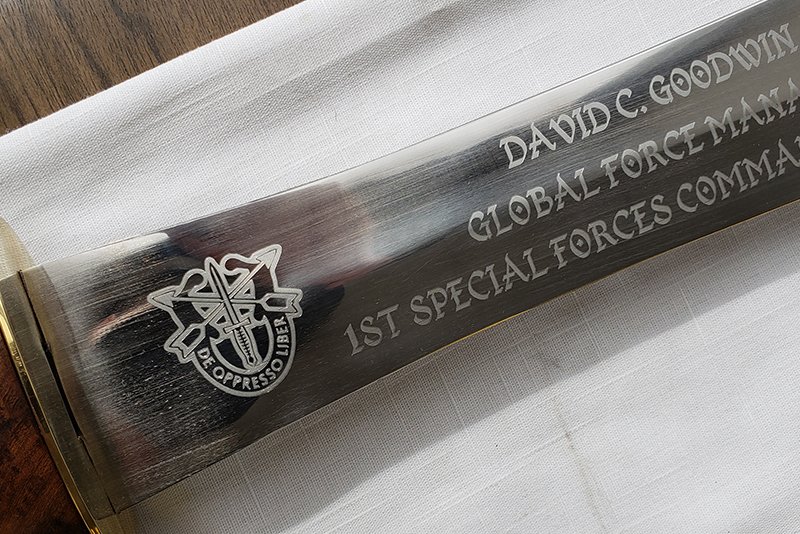 DAVID C. GOODWIN
GLOBAL FORCE MANA
1ST SPECIAL FORCES COMMA
DE OPPRESSO LIBER